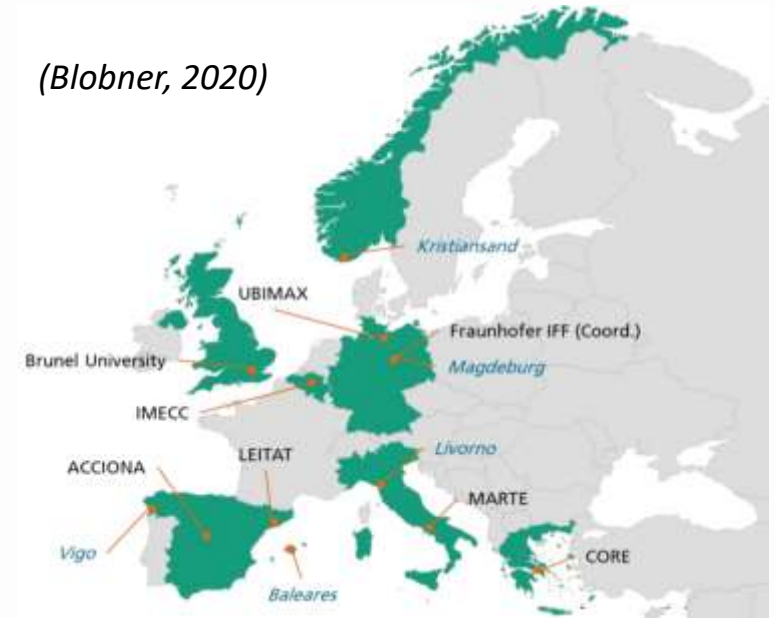 (Blobner, 2020)
Kristiansand
UBIMAX
Fraunhofer IFF (Coord.)
Brunel University
Magdeburg
IMECC
Livorno
LEITAT
ACCIONA
MARTE
Vigo
CORE
Baleares